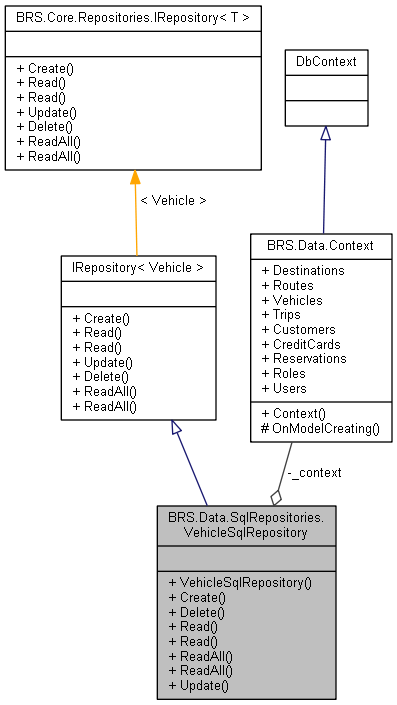 BRS.Core.Repositories.IRepository< T >
+ Create()
+ Read()
+ Read()
+ Update()
+ Delete()
+ ReadAll()
+ ReadAll()
DbContext
< Vehicle >
IRepository< Vehicle >
+ Create()
+ Read()
+ Read()
+ Update()
+ Delete()
+ ReadAll()
+ ReadAll()
BRS.Data.Context
+ Destinations
+ Routes
+ Vehicles
+ Trips
+ Customers
+ CreditCards
+ Reservations
+ Roles
+ Users
+ Context()
# OnModelCreating()
-_context
BRS.Data.SqlRepositories.
VehicleSqlRepository
+ VehicleSqlRepository()
+ Create()
+ Delete()
+ Read()
+ Read()
+ ReadAll()
+ ReadAll()
+ Update()